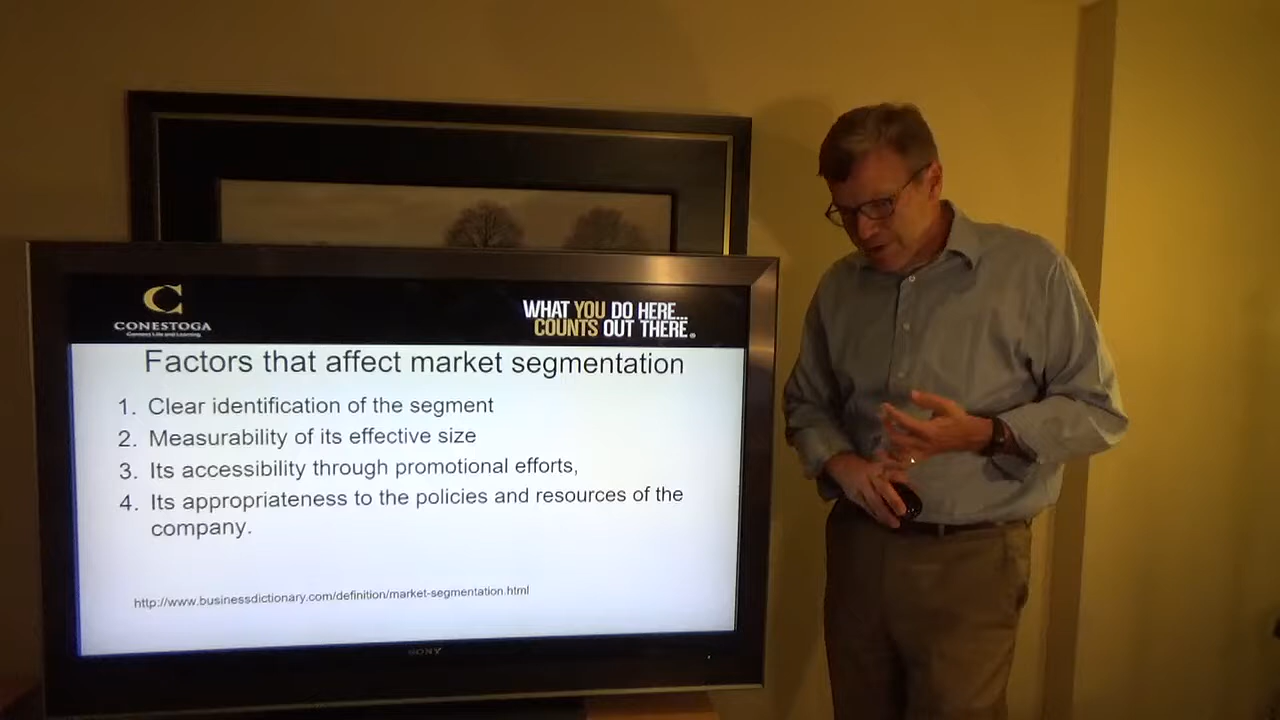 CONESTOGA
Connect Life and Learning
WHAT YOU DO HERE...
COUNTS OUT THERE.
Factors that affect market segmentation
1. Clear identification of the segment
2. Measurability of its effective size
3. Its accessibility through promotional efforts,
4. Its appropriateness to the policies and resources of the
company.
http://www.businessdictionary.com/definition/market-segmentation.html
SONY